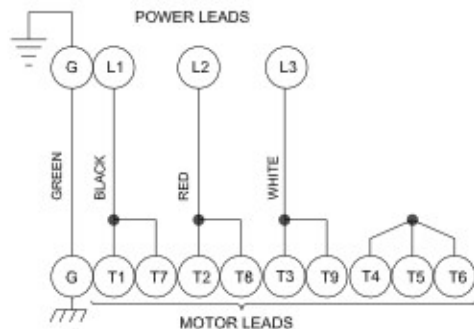 POWER LEADS
G L1 L2 L3
GREEN BLACK RED WHITE
G T1 T7 T2 T8 T3 T9 T4 T5 T6
MOTOR LEADS